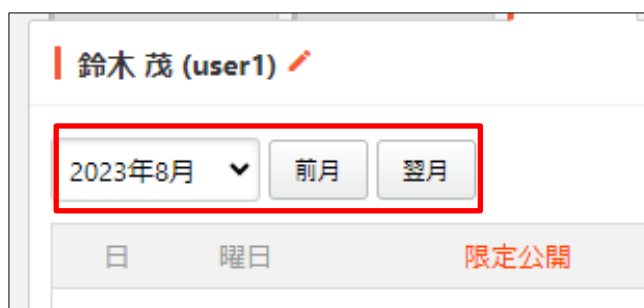 鈴木 茂 (user1)
2023年8月 前月 翌月
日 曜日 限定公開